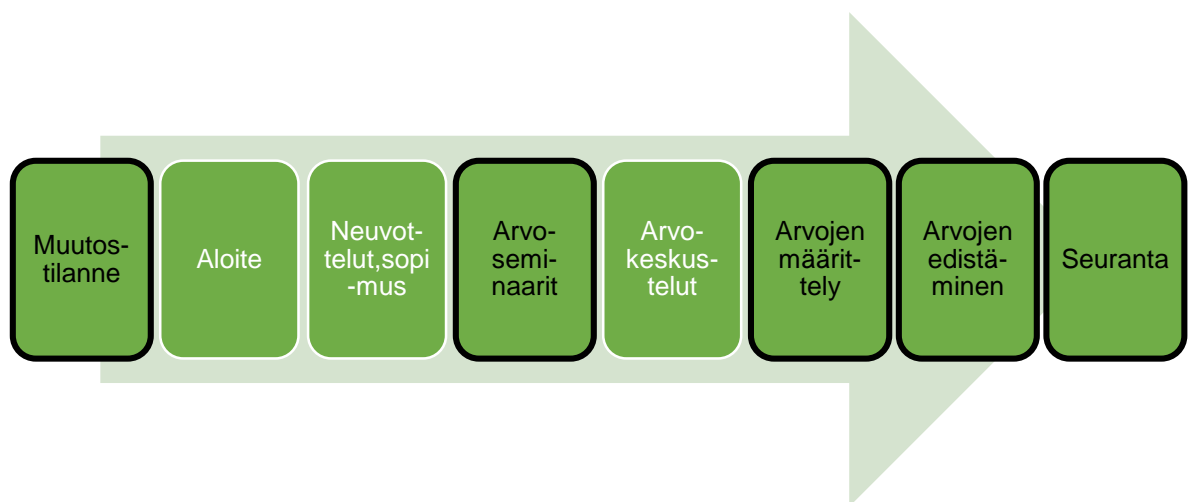 Muutos-
tilanne
Aloite
Neuvot-
telut,sopi
-mus
Arvo-
semi-
naarit
Arvo-
keskus-
telut
Arvojen
määrit-
tely
Arvojen
edistä-
minen
Seuranta